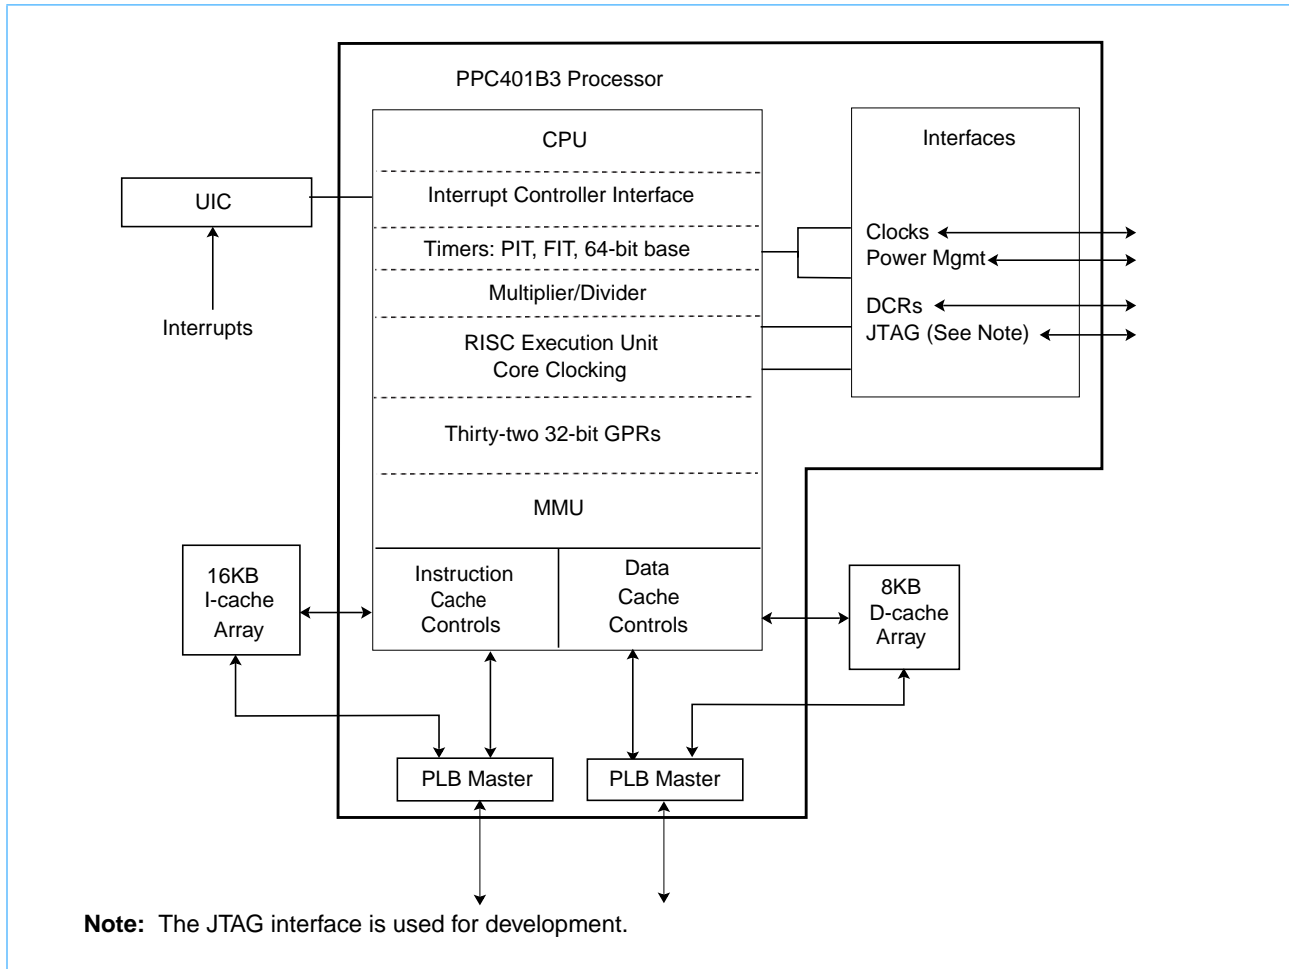 PPC401B3 Processor
CPU
Interrupt Controller Interface
Timers: PIT, FIT, 64-bit base
Multiplier/Divider
RISC Execution Unit
Core Clocking
Thirty-two 32-bit GPRs
MMU
Instruction
Cache
Controls
Data
Cache
Controls
Interfaces
Clocks
Power Mgmt
DCRs
JTAG (See Note)
UIC
Interrupts
16KB
I-cache
Array
8KB
D-cache
Array
PLB Master
PLB Master
Note: The JTAG interface is used for development.